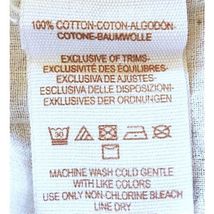 100% COTTON-COTON-ALGODÓN-
COTONE-BAUMWOLLE
EXCLUSIVE OF TRIMS-
EXCLUSIVITÉ DES ÉQUILIBRES-
EXCLUSIVA DE AJUSTES-
ESCLUSIVA DELLE DISPOSIZIONI-
EXKLUSIVES DER ORDNUNGEN
MACHINE WASH COLD GENTLE
WITH LIKE COLORS
USE ONLY NON-CHLORINE BLEACH
LINE DRY